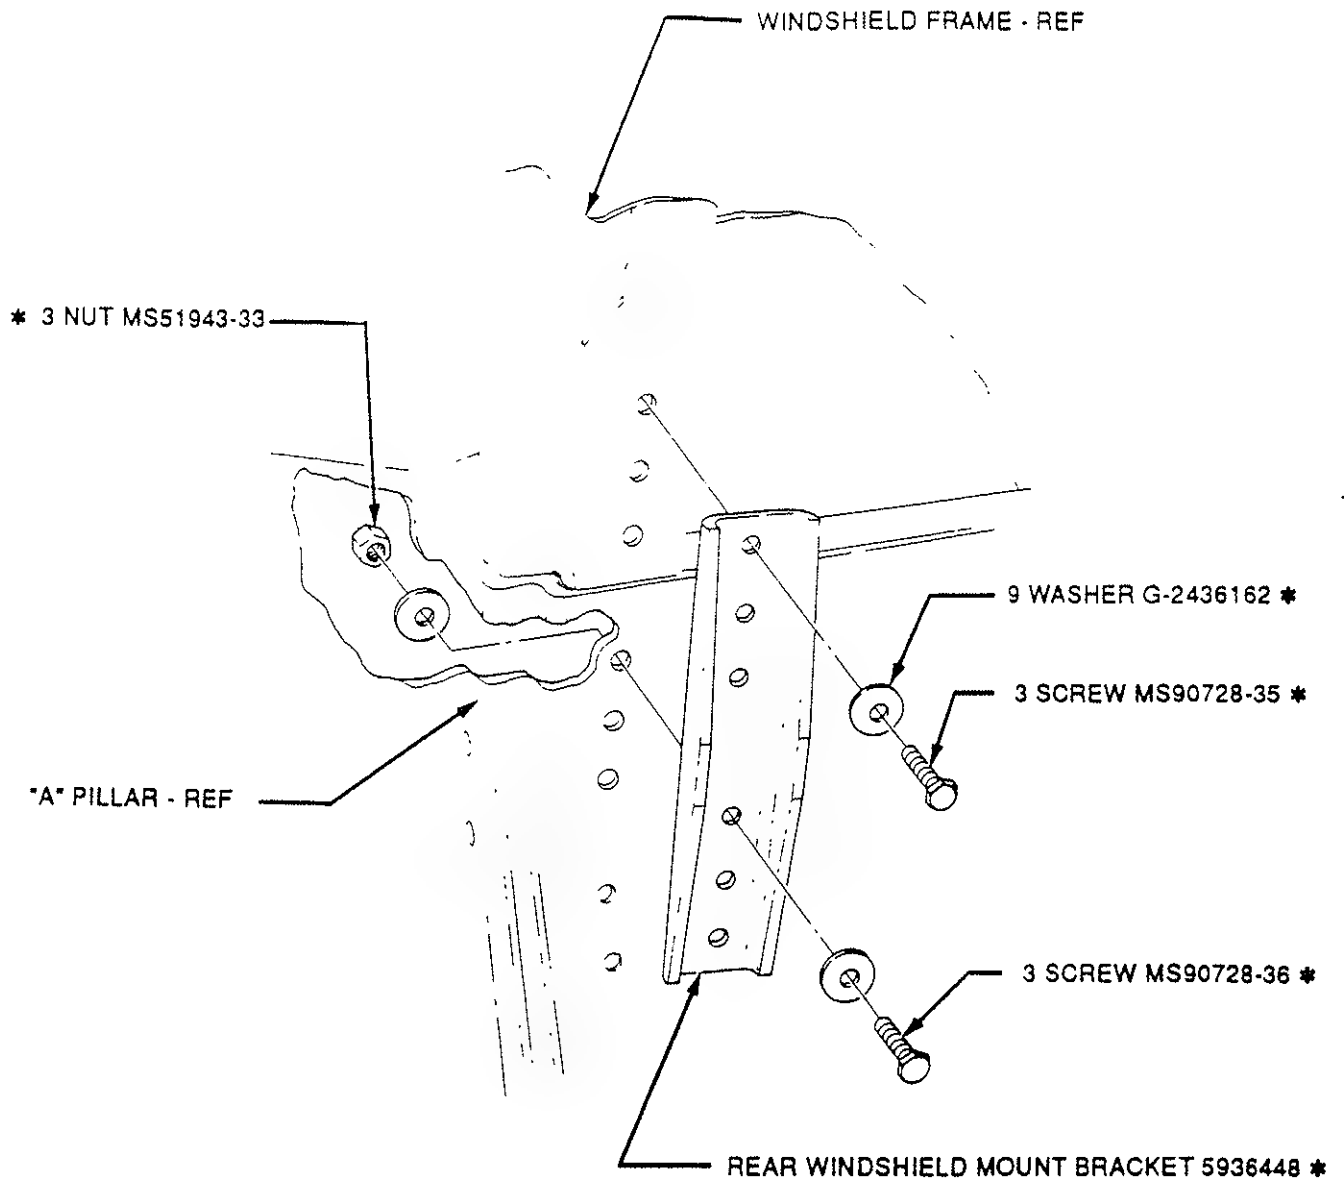 WINDSHIELD FRAME - REF
* 3 NUT MS51943-33
9 WASHER G-2436162 *
3 SCREW MS90728-35 *
"A" PILLAR - REF
3 SCREW MS90728-36 *
REAR WINDSHIELD MOUNT BRACKET 5936448 *